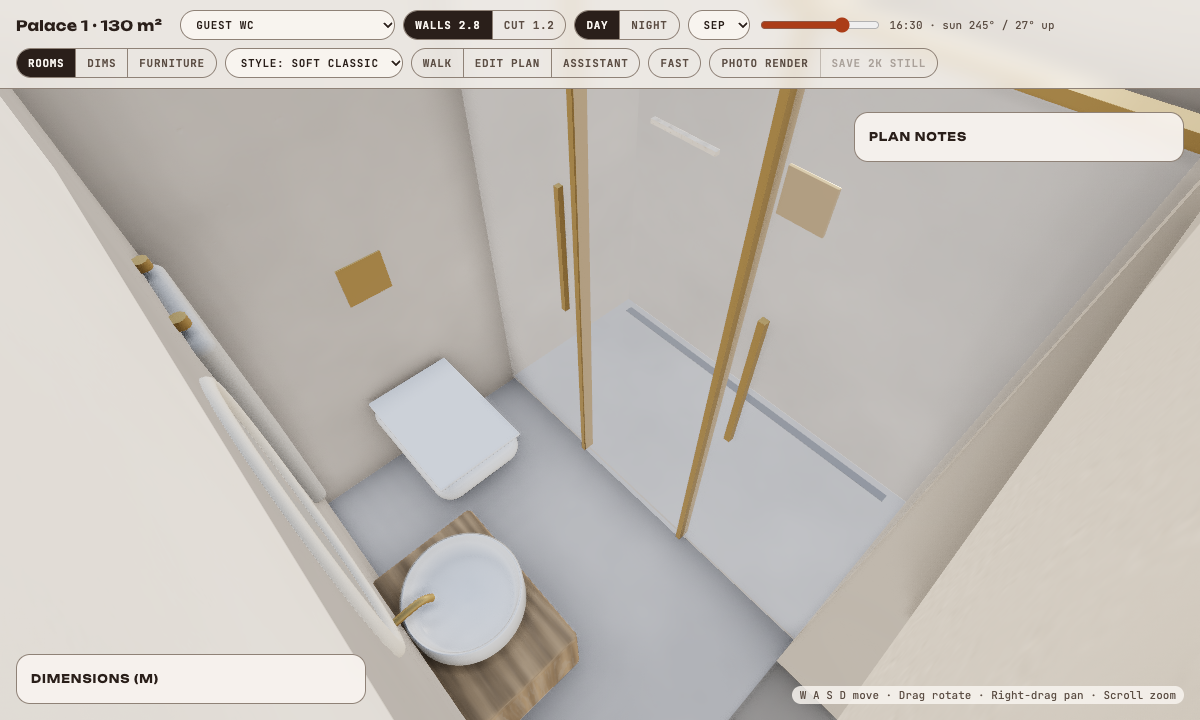 Palace 1 · 130 m²
GUEST WC
WALLS 2.8
CUT 1.2
DAY
NIGHT
SEP
16:30 · sun 245° / 27° up
ROOMS
DIMS
FURNITURE
STYLE: SOFT CLASSIC
WALK
EDIT PLAN
ASSISTANT
FAST
PHOTO RENDER
SAVE 2K STILL
PLAN NOTES
DIMENSIONS (M)
W A S D move · Drag rotate · Right-drag pan · Scroll zoom